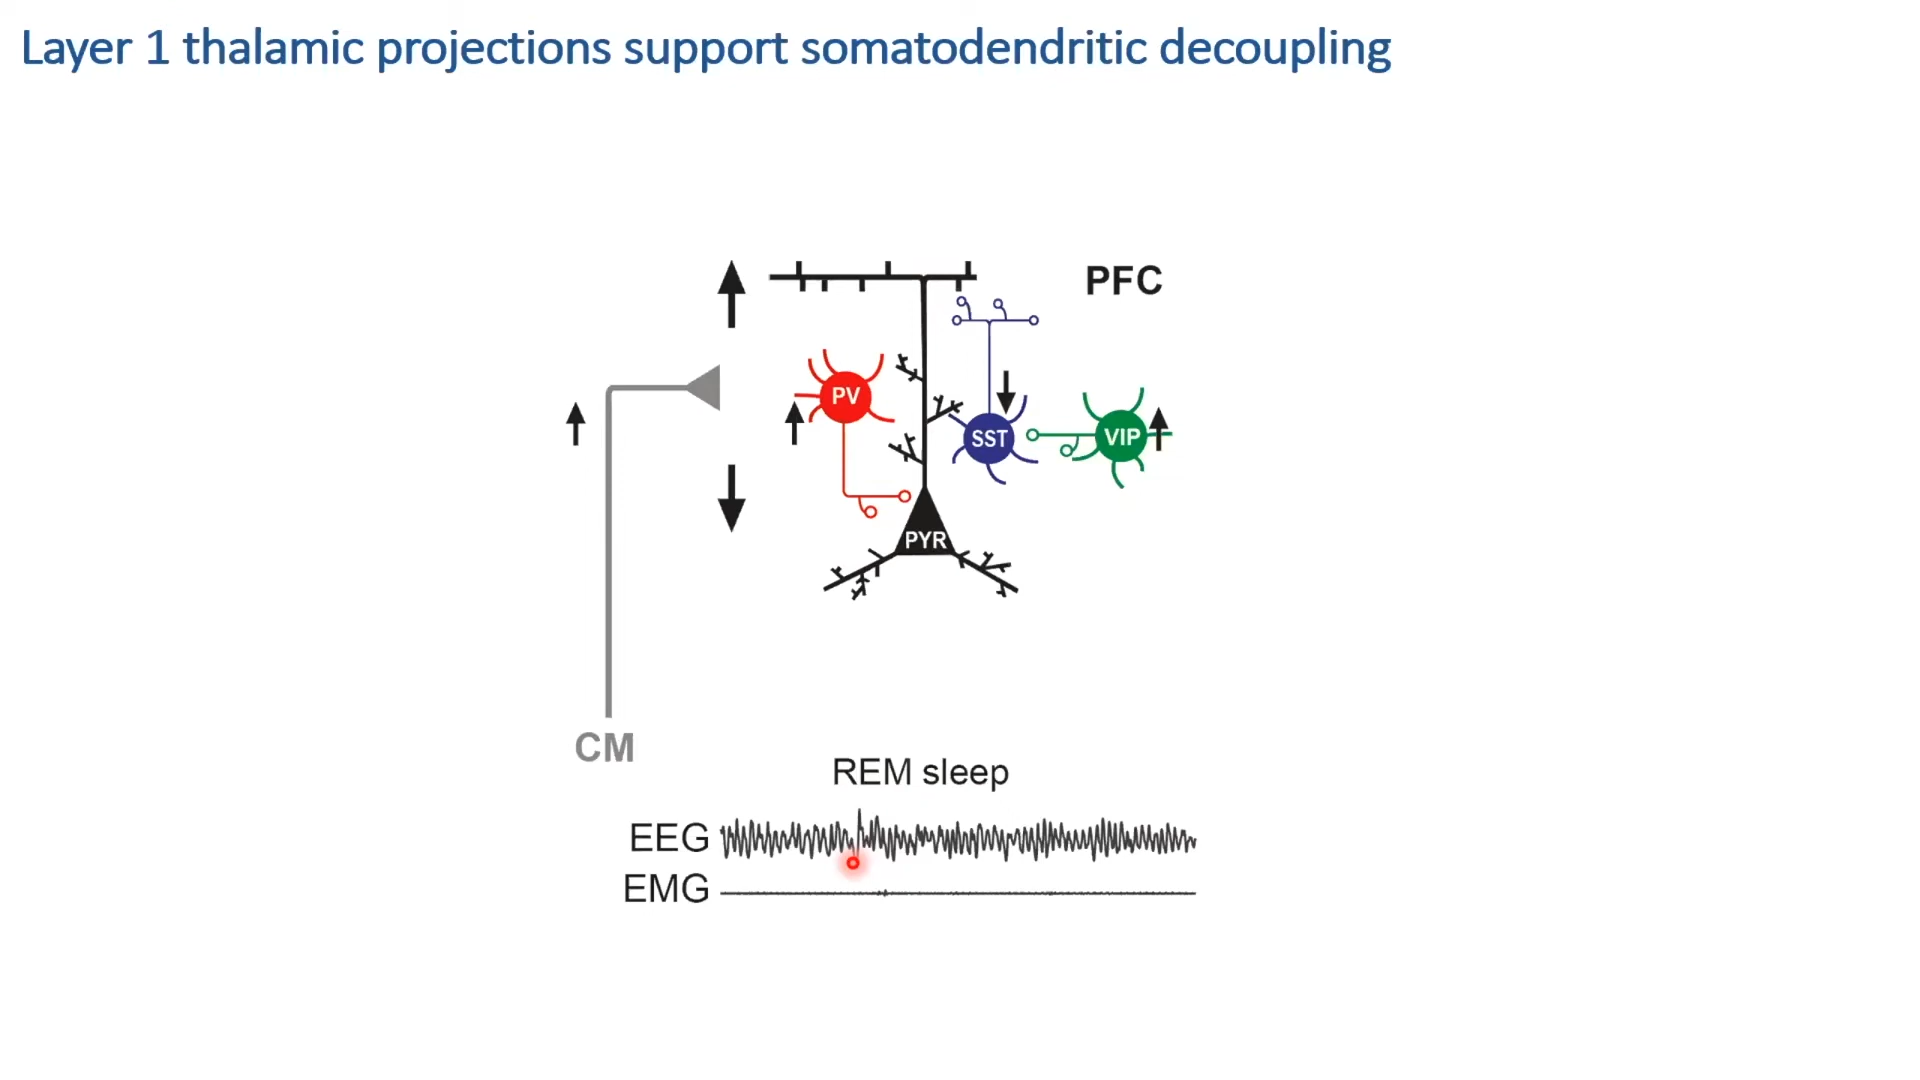 Layer 1 thalamic projections support somatodendritic decoupling
PFC
PV
SST
VIP
PYR
CM
REM sleep
EEG
EMG